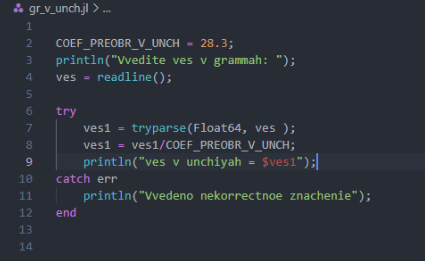 gr_v_unch.jl > ...
1
2 COEF_PREOBR_V_UNCH = 28.3;
3 println("Vvedite ves v grammah: ");
4 ves = readline();
5
6 try
7 ves1 = tryparse(Float64, ves );
8 ves1 = ves1/COEF_PREOBR_V_UNCH;
9 println("ves v unchiyah = $ves1");
10 catch err
11 println("Vvedeno nekorrectnoe znachenie");
12 end
13
14